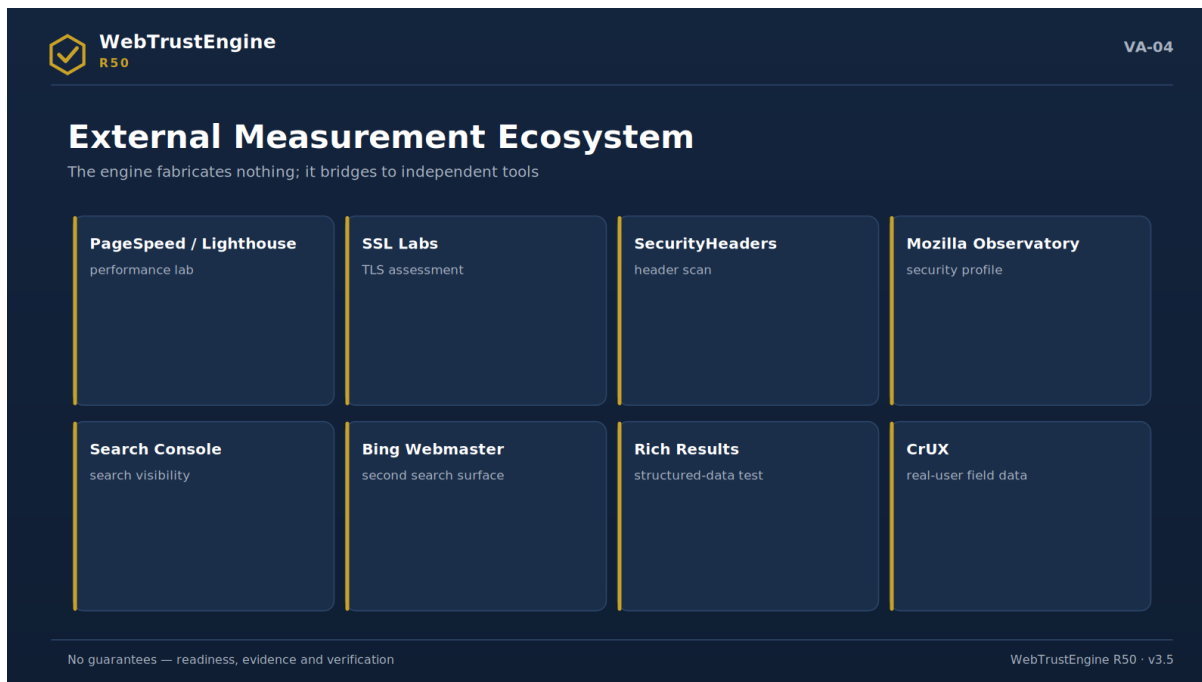 WebTrustEngine
R50
VA-04
External Measurement Ecosystem
The engine fabricates nothing; it bridges to independent tools
PageSpeed / Lighthouse
performance lab
SSL Labs
TLS assessment
SecurityHeaders
header scan
Mozilla Observatory
security profile
Search Console
search visibility
Bing Webmaster
second search surface
Rich Results
structured-data test
CrUX
real-user field data
No guarantees — readiness, evidence and verification
WebTrustEngine R50 · v3.5